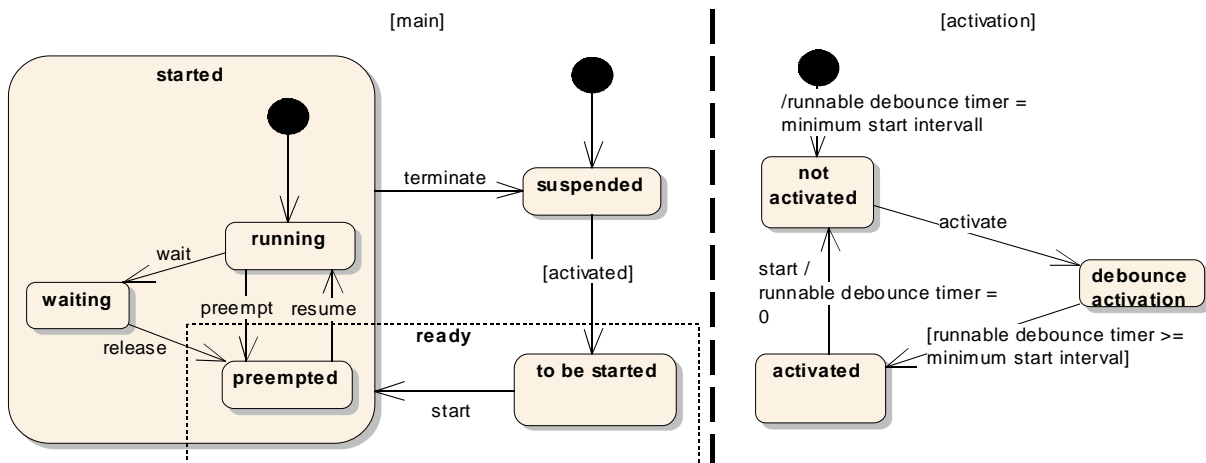 [main]
started
running
wait
waiting
preempt
resume
release
ready
preempted
terminate
suspended
[activated]
to be started
start
[activation]
/runnable debounce timer =
minimum start intervall
not
activated
activate
debounce
activation
start /
runnable debounce timer =
0
[runnable debounce timer >=
minimum start interval]
activated